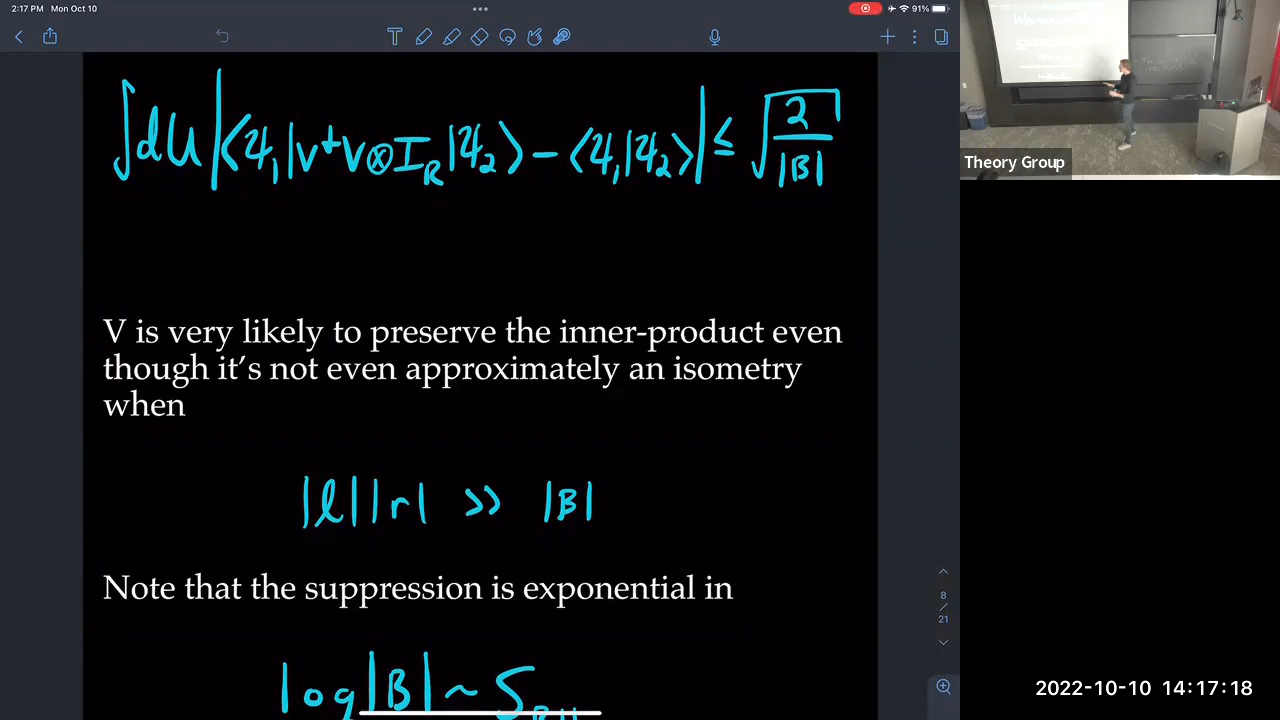 2:17 PM Mon Oct 10
91%
∫dU |⟨ψ₁|V†V⊗I_R|ψ₂⟩ − ⟨ψ₁|ψ₂⟩| ≤ √(2/|B|)
Theory Group
V is very likely to preserve the inner-product even
though it’s not even approximately an isometry
when
|ℓ||r| >> |B|
Note that the suppression is exponential in
8
/
21
log|B| ~ S
2022-10-10 14:17:18